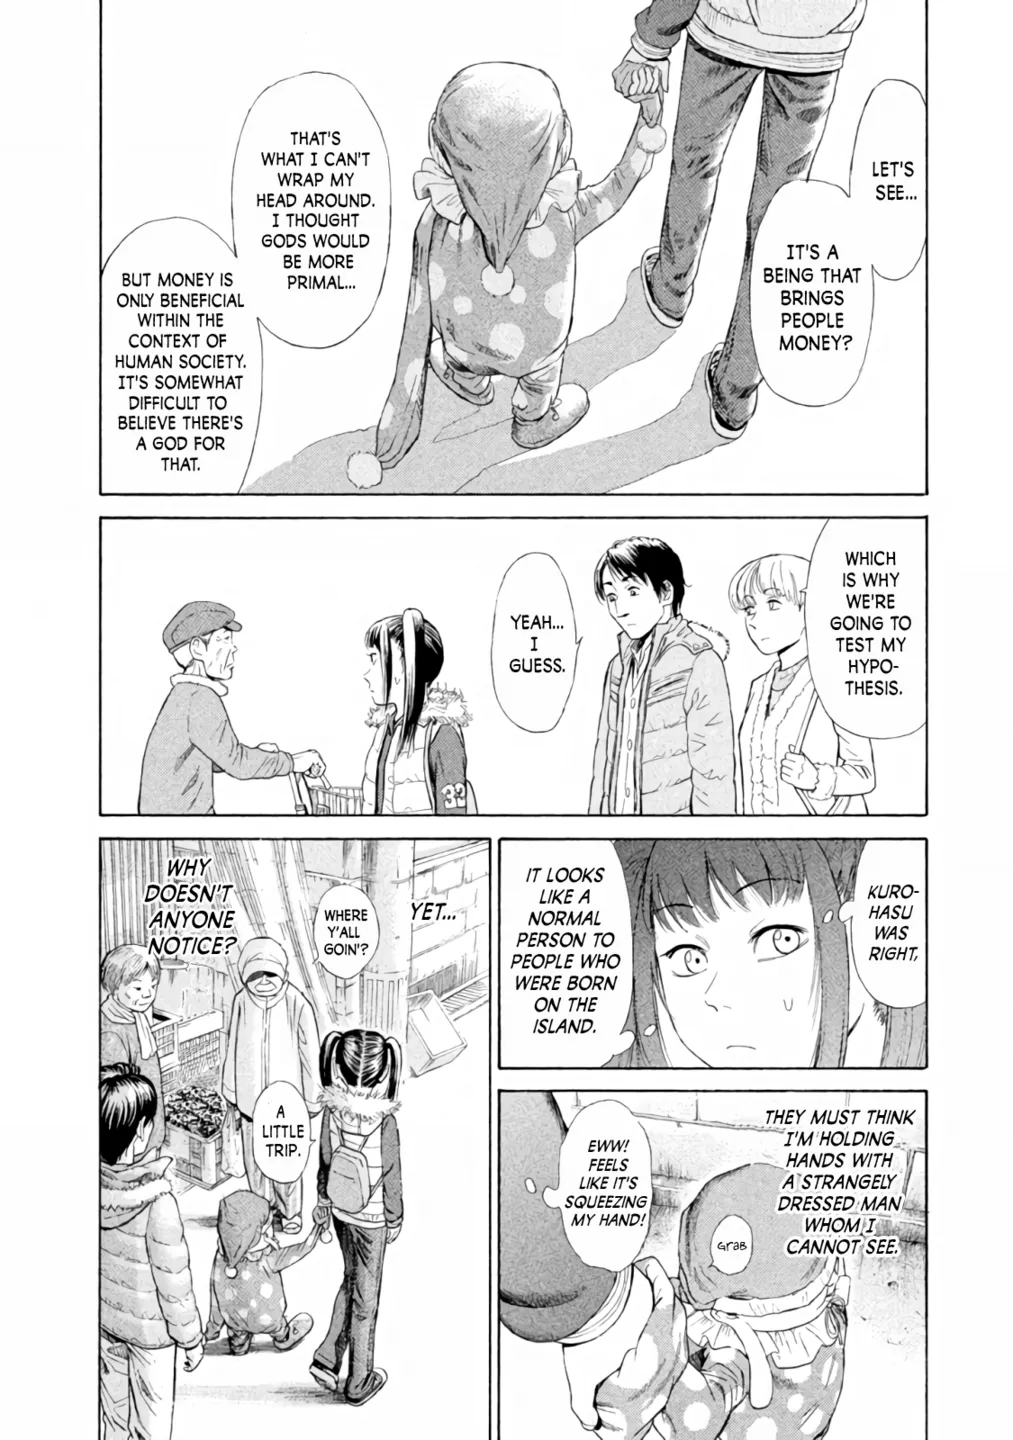 LET'S
SEE...
IT'S A
BEING THAT
BRINGS
PEOPLE
MONEY?
THAT'S
WHAT I CAN'T
WRAP MY
HEAD AROUND.
I THOUGHT
GODS WOULD
BE MORE
PRIMAL...
BUT MONEY IS
ONLY BENEFICIAL
WITHIN THE
CONTEXT OF
HUMAN SOCIETY.
IT'S SOMEWHAT
DIFFICULT TO
BELIEVE THERE'S
A GOD FOR
THAT.
WHICH
IS WHY
WE'RE
GOING TO
TEST MY
HYPO-
THESIS.
YEAH...
I
GUESS.
32
KURO-
HASU
WAS
RIGHT,
IT LOOKS
LIKE A
NORMAL
PERSON TO
PEOPLE WHO
WERE BORN
ON THE
ISLAND.
YET...
WHERE
Y'ALL
GOIN'?
WHY
DOESN'T
ANYONE
NOTICE?
A
LITTLE
TRIP.
THEY MUST THINK
I'M HOLDING
HANDS WITH
A STRANGELY
DRESSED MAN
WHOM I
CANNOT SEE.
EWW!
FEELS
LIKE IT'S
SQUEEZING
MY HAND!
GRAB